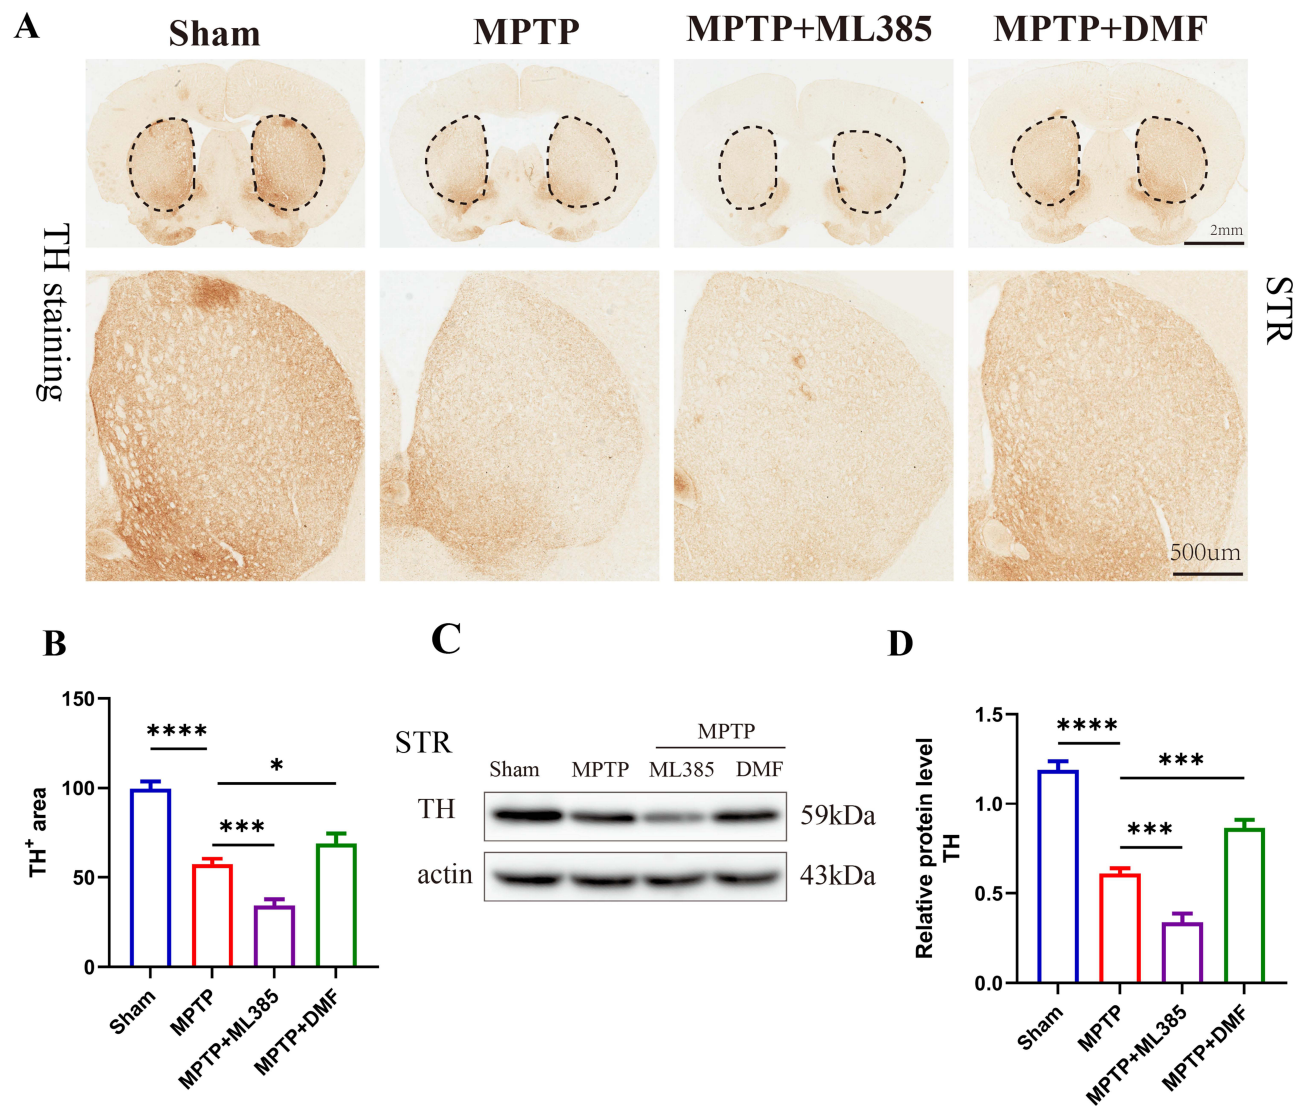 A
Sham
MPTP
MPTP+ML385
MPTP+DMF
TH staining
2mm
STR
500um
B
150
100
50
0
TH+ area
****
*
***
Sham
MPTP
MPTP+ML385
MPTP+DMF
C
STR
MPTP
Sham
MPTP
ML385
DMF
TH
59kDa
actin
43kDa
D
1.5
1.0
0.5
0.0
Relative protein level
TH
****
***
***
Sham
MPTP
MPTP+ML385
MPTP+DMF